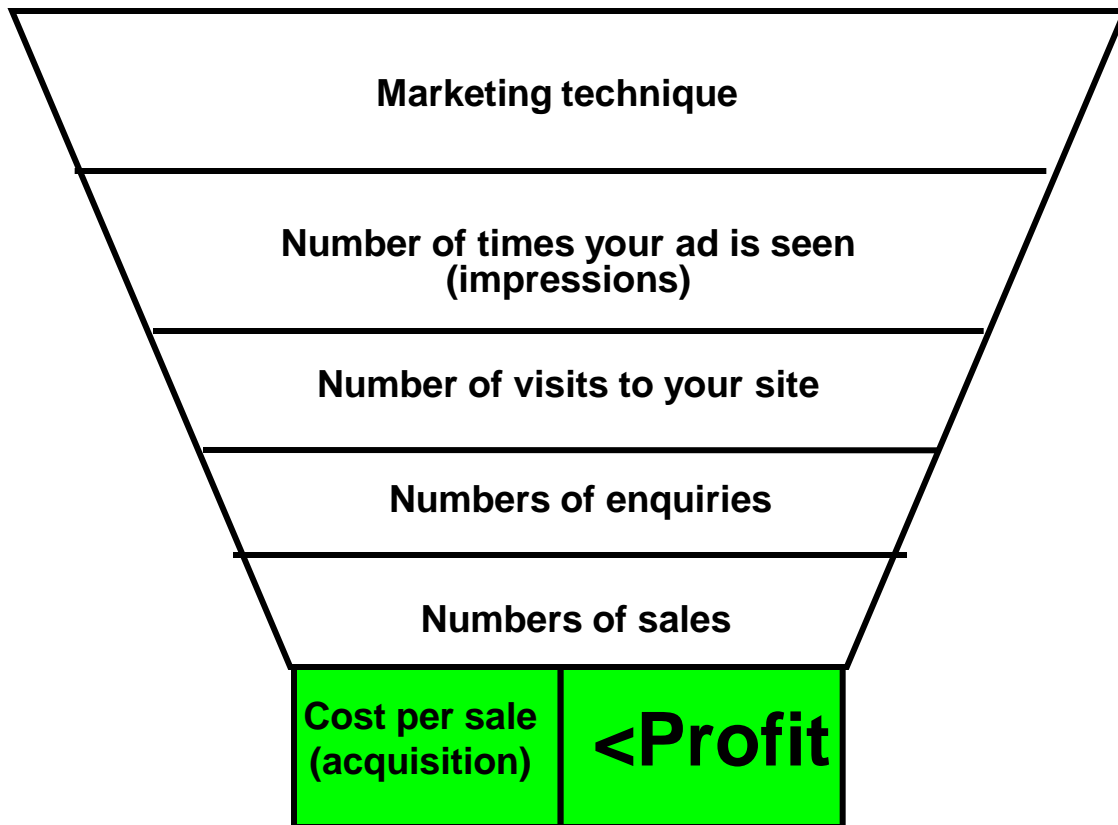 Marketing technique
Number of times your ad is seen
(impressions)
Number of visits to your site
Numbers of enquiries
Numbers of sales
Cost per sale
(acquisition)
<Profit